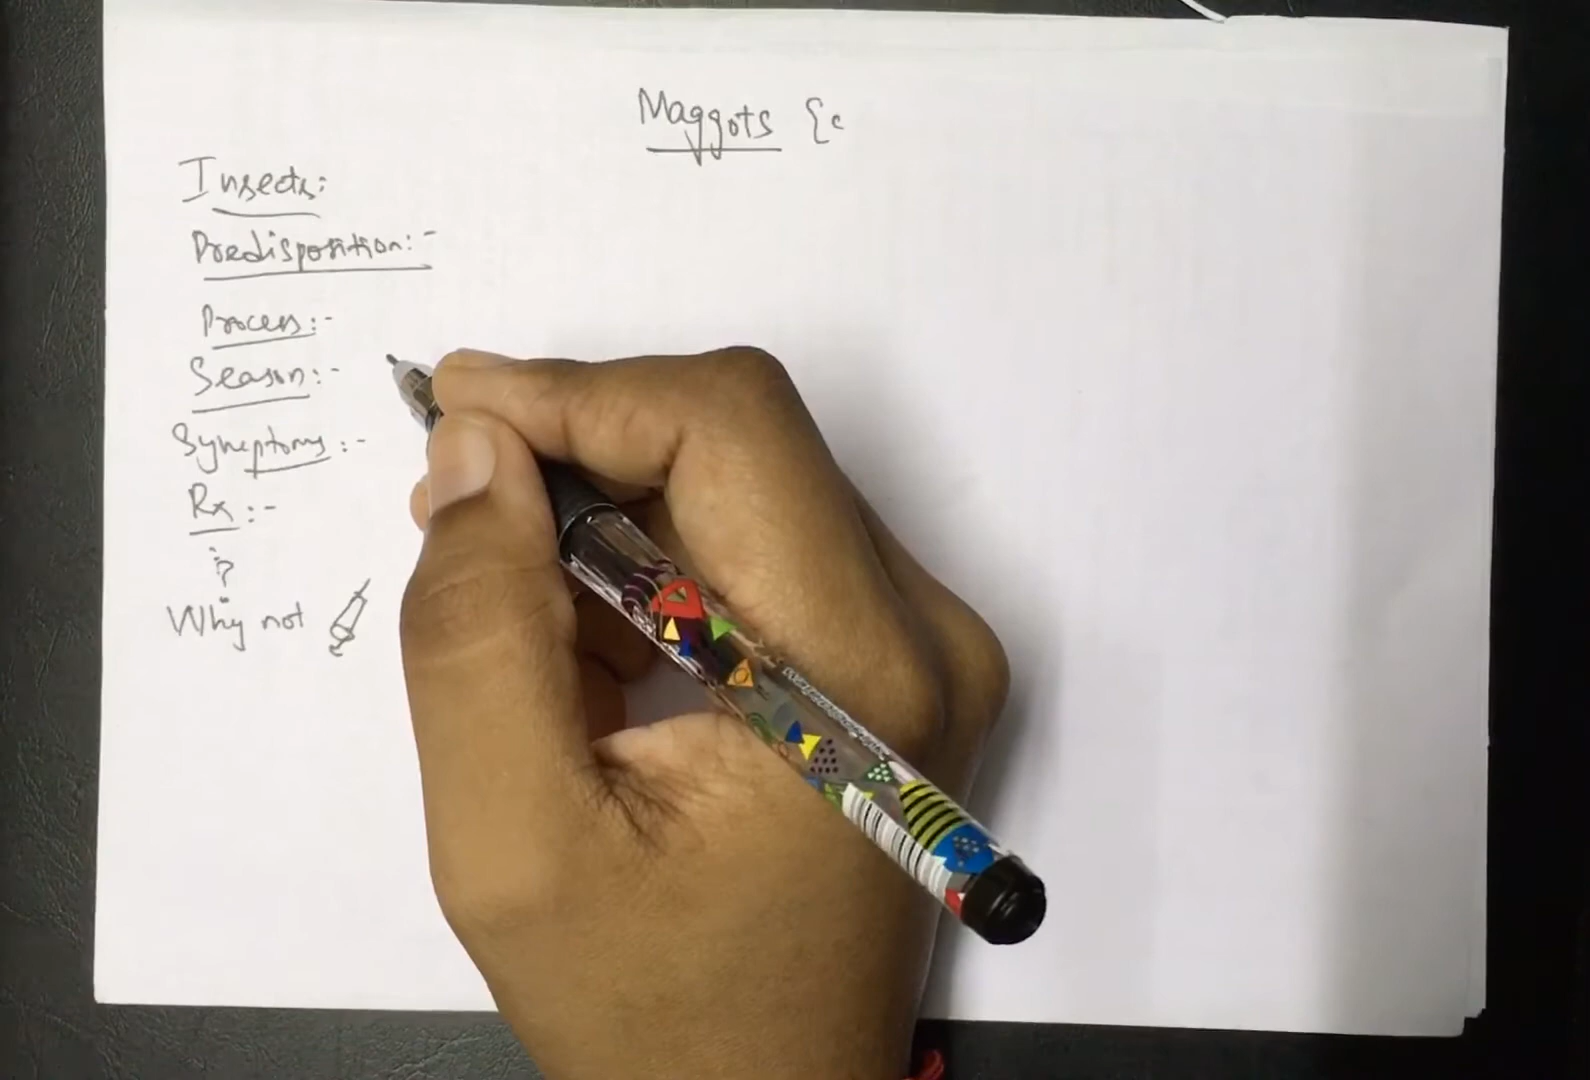 Maggots {c
Insects:
Predisposition:-
Process:-
Season:-
Symptoms:-
Rx:-
?
Why not